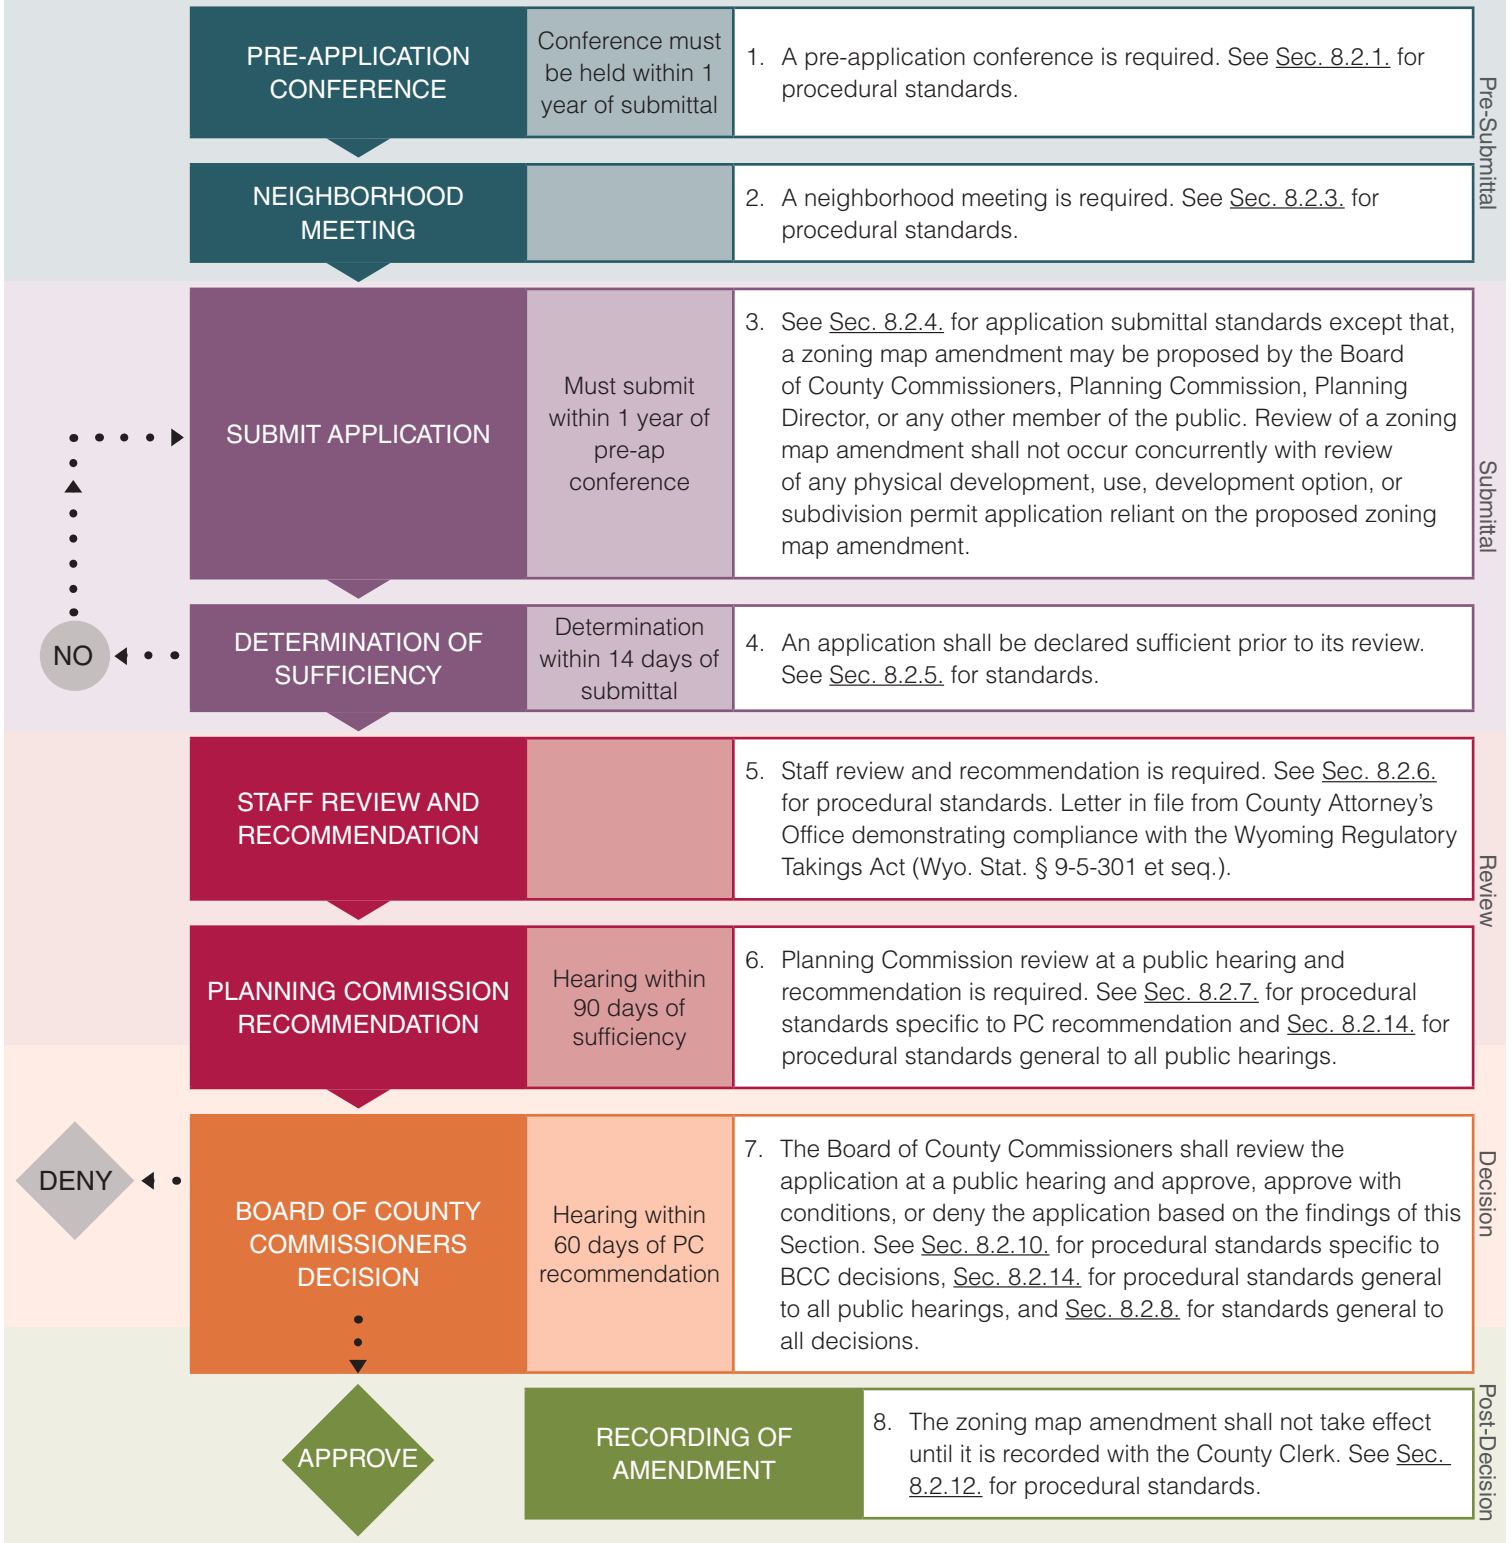 PRE-APPLICATION
CONFERENCE
Conference must
be held within 1
year of submittal
1. A pre-application conference is required. See Sec. 8.2.1. for
procedural standards.
Pre-Submittal
NEIGHBORHOOD
MEETING
2. A neighborhood meeting is required. See Sec. 8.2.3. for
procedural standards.
SUBMIT APPLICATION
Must submit
within 1 year of
pre-ap
conference
3. See Sec. 8.2.4. for application submittal standards except that,
a zoning map amendment may be proposed by the Board
of County Commissioners, Planning Commission, Planning
Director, or any other member of the public. Review of a zoning
map amendment shall not occur concurrently with review
of any physical development, use, development option, or
subdivision permit application reliant on the proposed zoning
map amendment.
Submittal
NO
DETERMINATION OF
SUFFICIENCY
Determination
within 14 days of
submittal
4. An application shall be declared sufficient prior to its review.
See Sec. 8.2.5. for standards.
STAFF REVIEW AND
RECOMMENDATION
5. Staff review and recommendation is required. See Sec. 8.2.6.
for procedural standards. Letter in file from County Attorney's
Office demonstrating compliance with the Wyoming Regulatory
Takings Act (Wyo. Stat. § 9-5-301 et seq.).
Review
PLANNING COMMISSION
RECOMMENDATION
Hearing within
90 days of
sufficiency
6. Planning Commission review at a public hearing and
recommendation is required. See Sec. 8.2.7. for procedural
standards specific to PC recommendation and Sec. 8.2.14. for
procedural standards general to all public hearings.
DENY
BOARD OF COUNTY
COMMISSIONERS
DECISION
Hearing within
60 days of PC
recommendation
7. The Board of County Commissioners shall review the
application at a public hearing and approve, approve with
conditions, or deny the application based on the findings of this
Section. See Sec. 8.2.10. for procedural standards specific to
BCC decisions, Sec. 8.2.14. for procedural standards general
to all public hearings, and Sec. 8.2.8. for standards general to
all decisions.
Decision
APPROVE
RECORDING OF
AMENDMENT
8. The zoning map amendment shall not take effect
until it is recorded with the County Clerk. See Sec.
8.2.12. for procedural standards.
Post-Decision